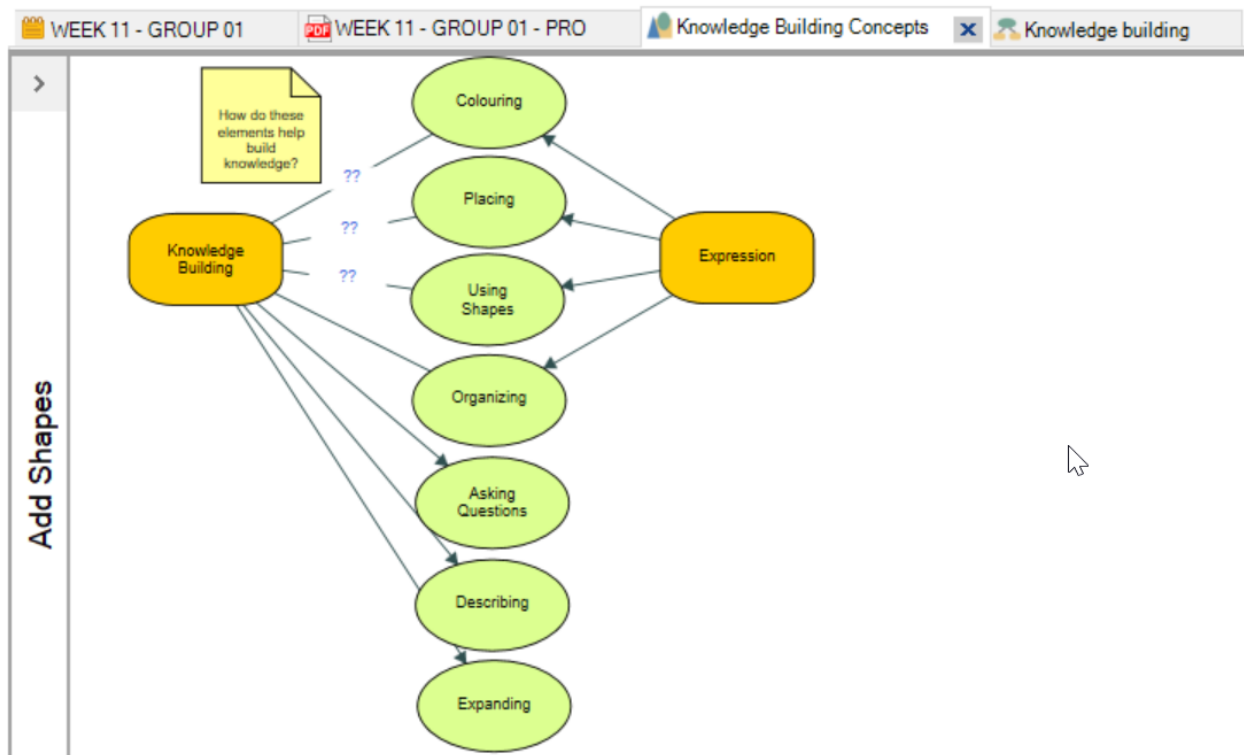 WEEK 11 - GROUP 01
PDF
WEEK 11 - GROUP 01 - PRO
Knowledge Building Concepts
Knowledge building
Add Shapes
How do these
elements help
build
knowledge?
Colouring
??
Placing
??
Knowledge
Building
Expression
??
Using
Shapes
Organizing
Asking
Questions
Describing
Expanding